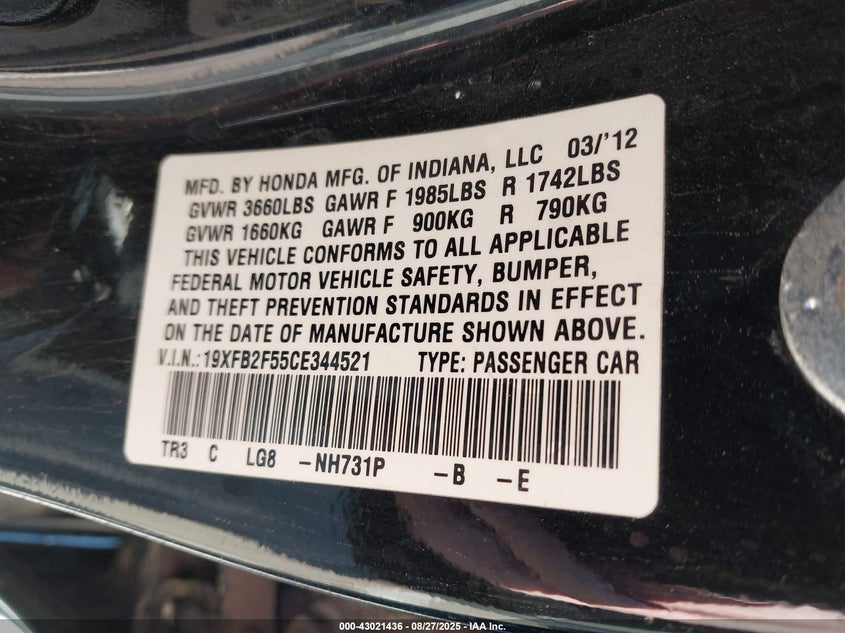 MFD. BY HONDA MFG. OF INDIANA, LLC 03/'12
GVWR 3660LBS GAWR F 1985LBS R 1742LBS
GVWR 1660KG GAWR F 900KG R 790KG
THIS VEHICLE CONFORMS TO ALL APPLICABLE
FEDERAL MOTOR VEHICLE SAFETY, BUMPER,
AND THEFT PREVENTION STANDARDS IN EFFECT
ON THE DATE OF MANUFACTURE SHOWN ABOVE.
V.I.N.: 19XFB2F55CE344521 TYPE: PASSENGER CAR
TR3 C LG8 -NH731P -B -E
000-43021436 - 08/27/2025 - IAA Inc.